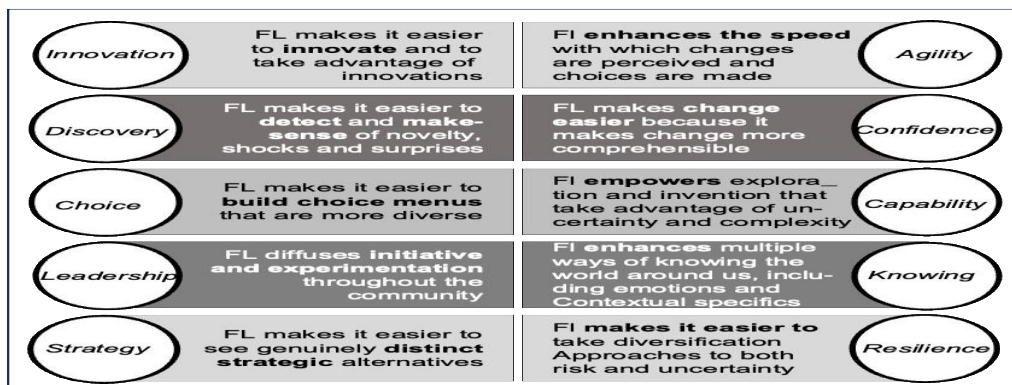 Innovation
FL makes it easier
to innovate and to
take advantage of
innovations
FI enhances the speed
with which changes
are perceived and
choices are made
Agility
Discovery
FL makes it easier to
detect and make-
sense of novelty,
shocks and surprises
FL makes change
easier because it
makes change more
comprehensible
Confidence
Choice
FL makes it easier to
build choice menus
that are more diverse
FI empowers explora_
tion and invention that
take advantage of un-
certainty and complexity
Capability
Leadership
FL diffuses initiative
and experimentation
throughout the
community
FI enhances multiple
ways of knowing the
world around us, inclu-
ding emotions and
Contextual specifics
Knowing
Strategy
FL makes it easier to
see genuinely distinct
strategic alternatives
FI makes it easier to
take diversification
Approaches to both
risk and uncertainty
Resilience